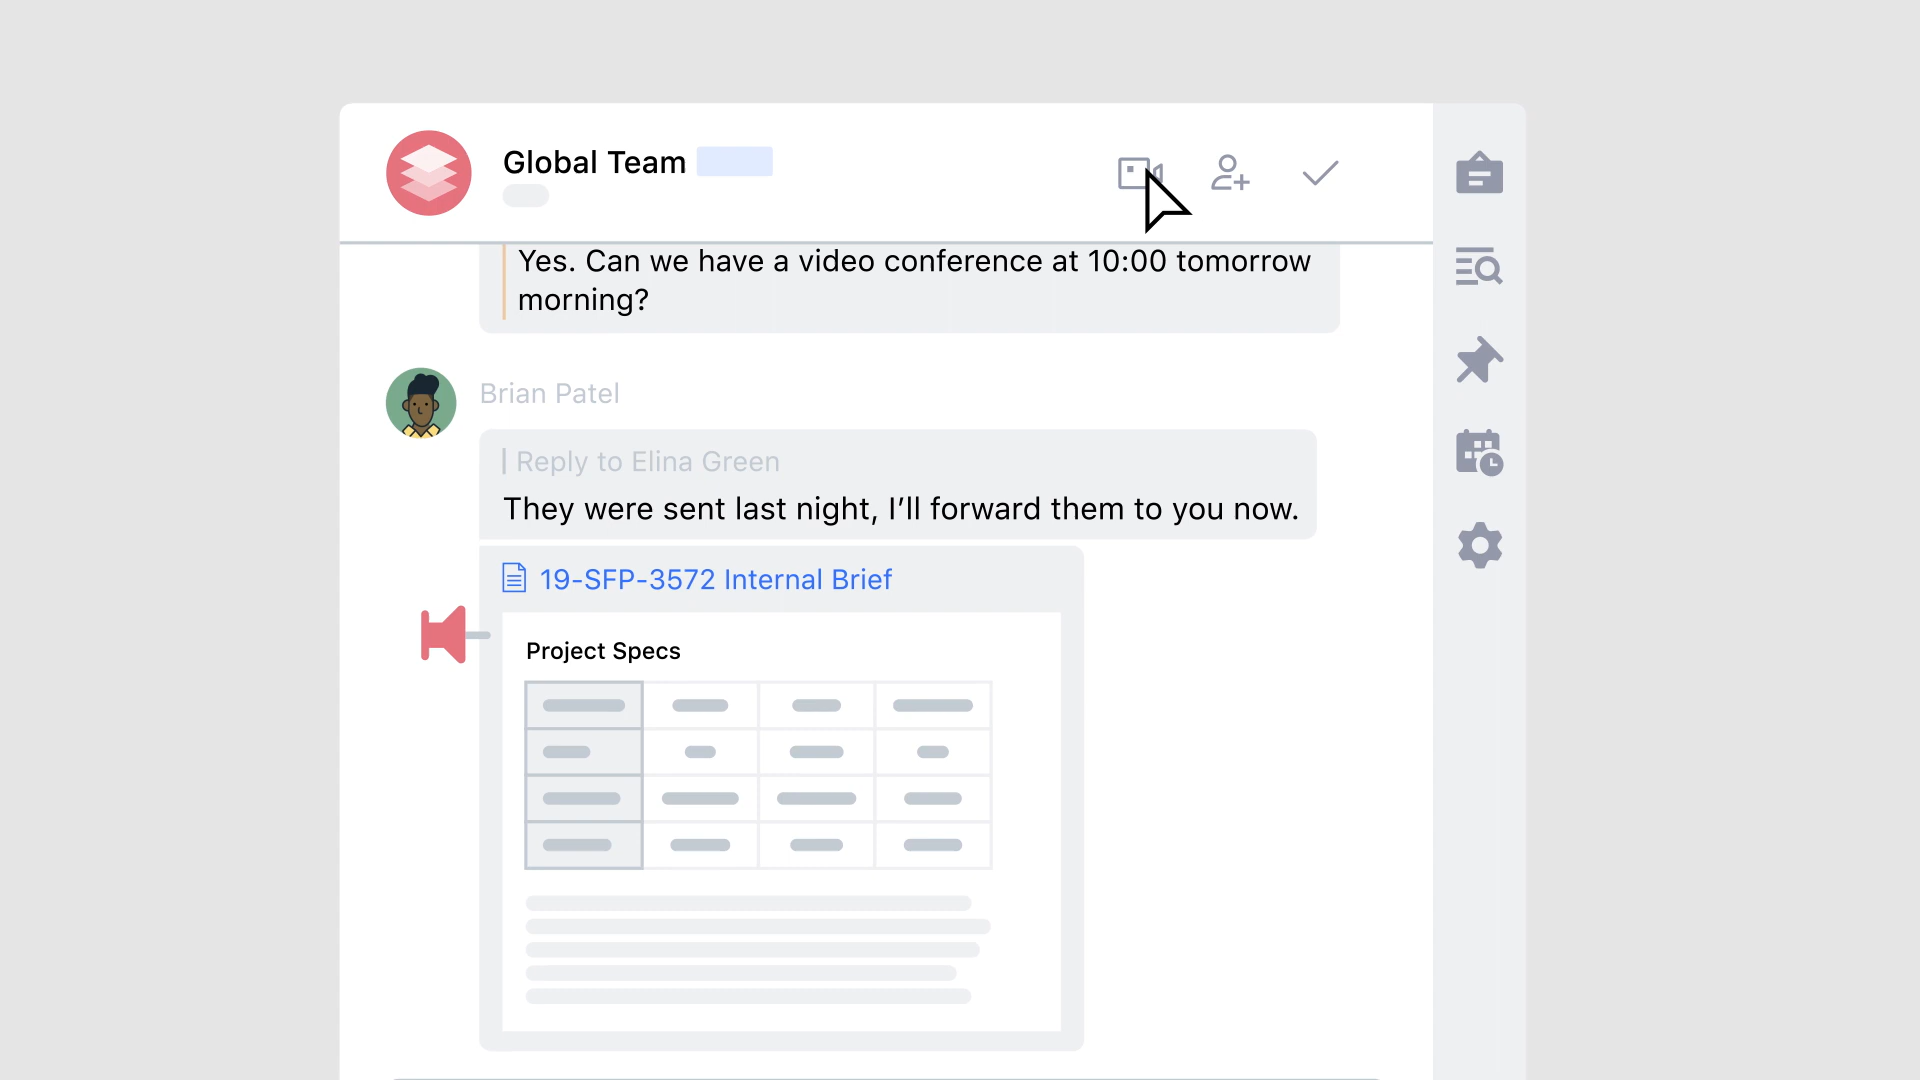 Global Team
Yes. Can we have a video conference at 10:00 tomorrow
morning?
Brian Patel
Reply to Elina Green
They were sent last night, I’ll forward them to you now.
19-SFP-3572 Internal Brief
Project Specs